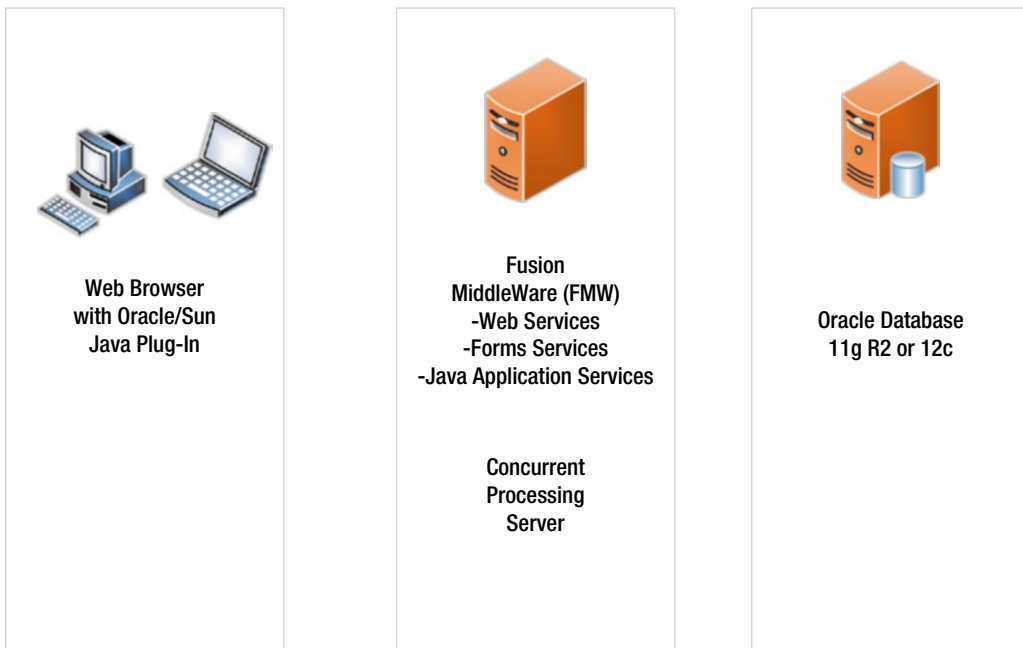 Web Browser
with Oracle/Sun
Java Plug-In
Fusion
MiddleWare (FMW)
-Web Services
-Forms Services
-Java Application Services
Concurrent
Processing
Server
Oracle Database
11g R2 or 12c